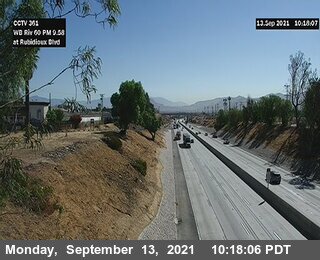 CCTV 361
WB Riv 60 PM 9.58
at Rubidioux Blvd
13 Sep 2021 10:18:07
Monday, September 13, 2021 10:18:06 PDT